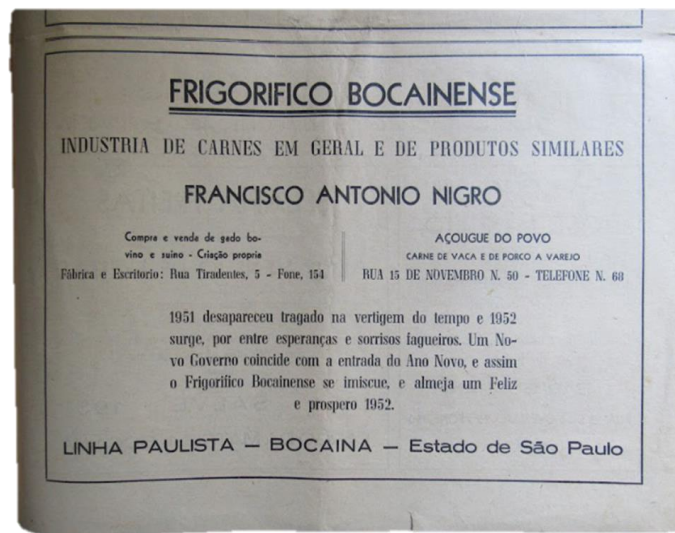 FRIGORIFICO BOCAINENSE
INDUSTRIA DE CARNES EM GERAL E DE PRODUTOS SIMILARES
FRANCISCO ANTONIO NIGRO
Compra e venda de gado bo-
vino e suino - Criação propria
Fábrica e Escritorio: Rua Tiradentes, 5 - Fone, 154
AÇOUGUE DO POVO
CARNE DE VACA E DE PORCO A VAREJO
RUA 15 DE NOVEMBRO N. 50 - TELEFONE N. 68
1951 desapareceu tragado na vertigem do tempo e 1952
surge, por entre esperanças e sorrisos fagueiros. Um No-
vo Governo coincide com a entrada do Ano Novo, e assim
o Frigorifico Bocainense se imiscue, e almeja um Feliz
e prospero 1952.
LINHA PAULISTA — BOCAINA — Estado de São Paulo